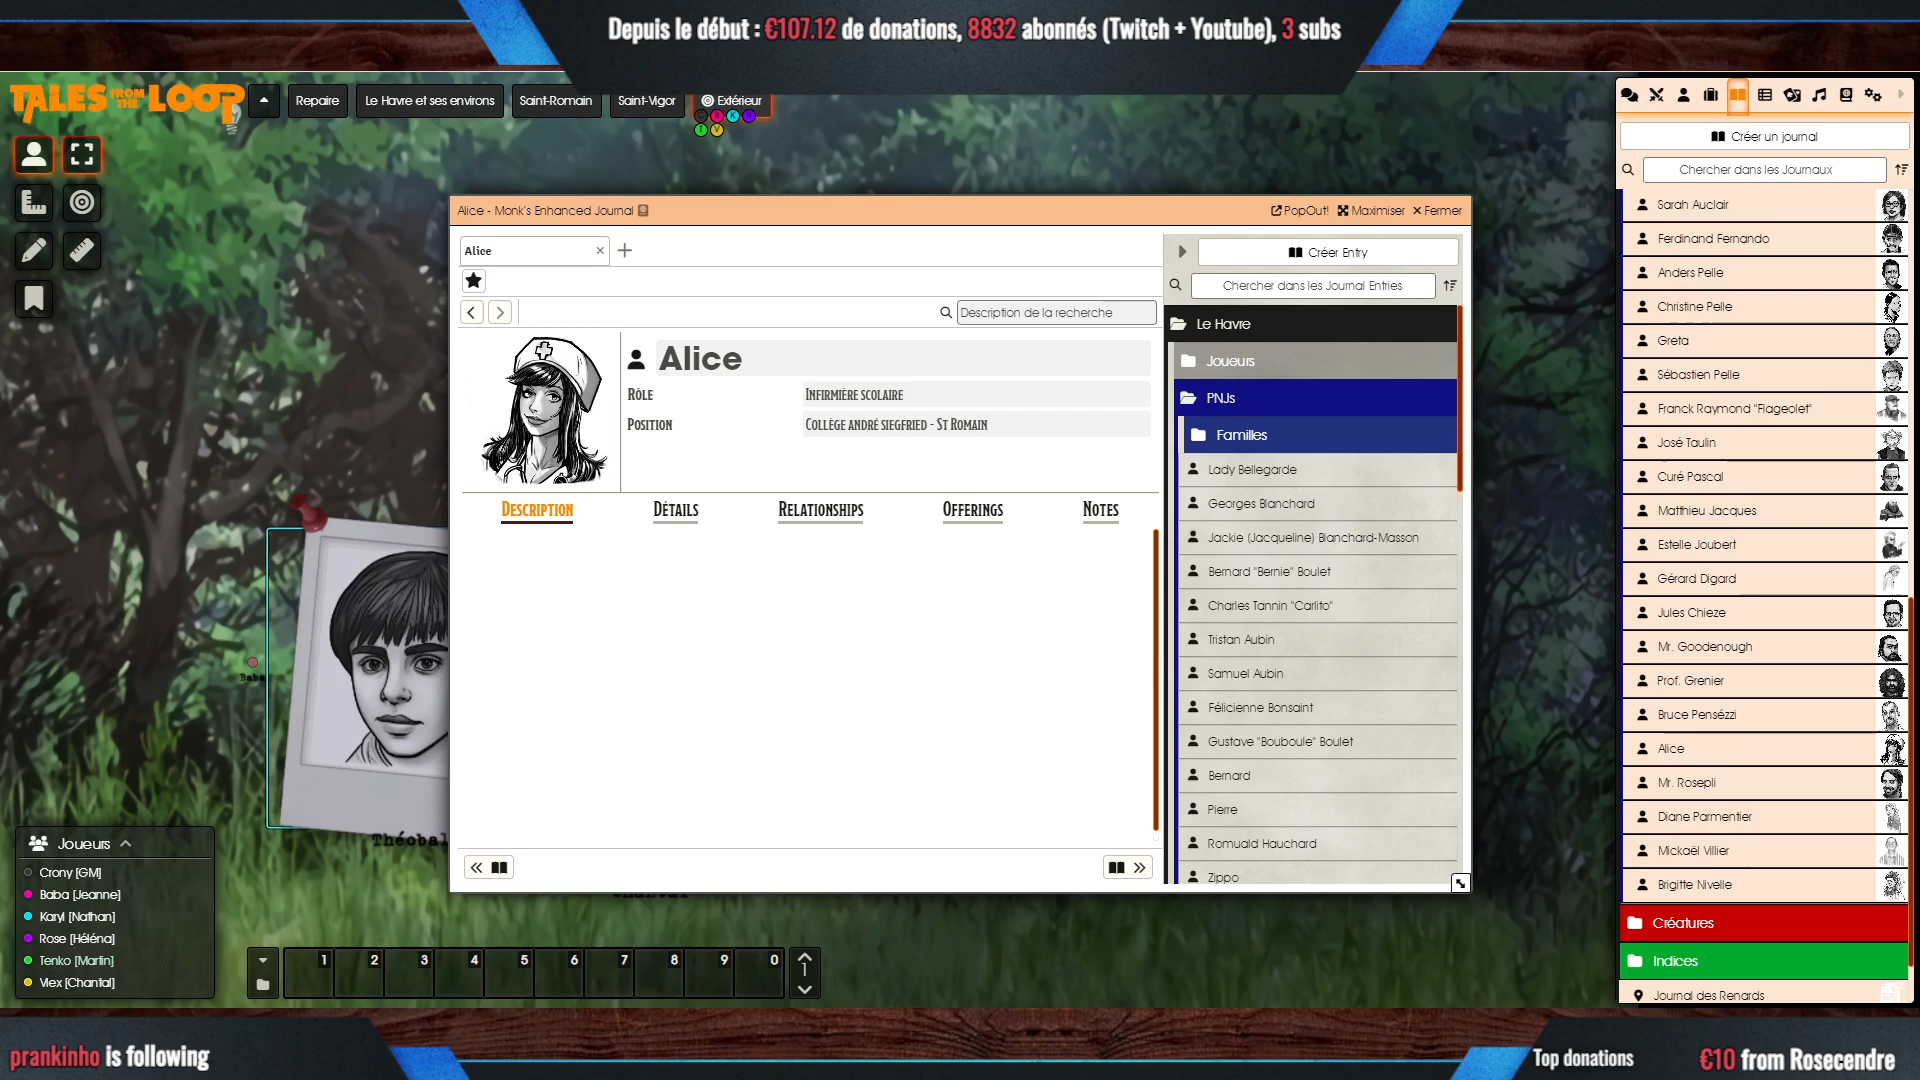 Depuis le début : €107.12 de donations, 8832 abonnés (Twitch + Youtube), 3 subs
TALES FROM THE LOOP
Repaire
Le Havre et ses environs
Saint-Romain
Saint-Vigor
Extérieur
Alice - Monk's Enhanced Journal
PopOut!
Maximiser
Fermer
Alice
Description de la recherche
Alice
Rôle
Infirmière scolaire
Position
Collège andré siegfried - St Romain
Description
Détails
Relationships
Offerings
Notes
Créer Entry
Chercher dans les Journal Entries
Le Havre
Joueurs
PNJs
Familles
Lady Bellegarde
Georges Blanchard
Jackie (Jacqueline) Blanchard-Masson
Bernard "Bernie" Boulet
Charles Tannin "Carlito"
Tristan Aubin
Samuel Aubin
Félicienne Bonsaint
Gustave "Bouboule" Boulet
Bernard
Pierre
Romuald Hauchard
Zippo
Créer un journal
Chercher dans les Journaux
Sarah Auclair
Ferdinand Fernando
Anders Pelle
Christine Pelle
Greta
Sébastien Pelle
Franck Raymond "Flageolet"
José Taulin
Curé Pascal
Matthieu Jacques
Estelle Joubert
Gérard Digard
Jules Chieze
Mr. Goodenough
Prof. Grenier
Bruce Pensézzi
Alice
Mr. Rosepli
Diane Parmentier
Mickaël Villier
Brigitte Nivelle
Créatures
Indices
Journal des Renards
Baba
Théobal
Joueurs
Crony [GM]
Baba [Jeanne]
Karyl [Nathan]
Rose [Héléna]
Tenko [Martin]
Vlex [Chantal]
1 2 3 4 5 6 7 8 9 0
1
prankinho is following
Top donations
€10 from Rosecendre